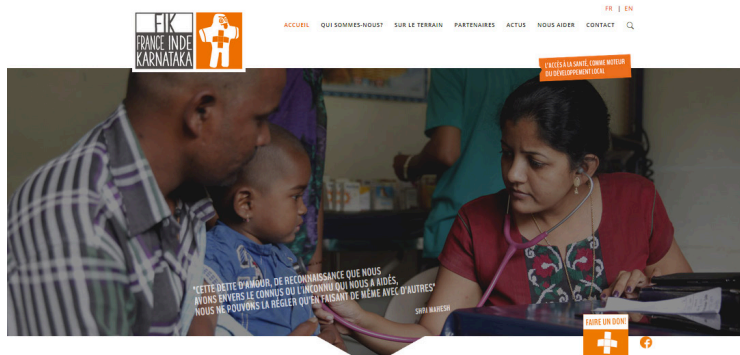 FR | EN
FIK
FRANCE INDE
KARNATAKA
ACCUEIL QUI SOMMES-NOUS? SUR LE TERRAIN PARTENAIRES ACTUS NOUS AIDER CONTACT
L'ACCÈS À LA SANTÉ, COMME MOTEUR
DU DÉVELOPPEMENT LOCAL
"CETTE DETTE D'AMOUR, DE RECONNAISSANCE QUE NOUS
AVONS ENVERS LE CONNUS OU L'INCONNU QUI NOUS A AIDÉS,
NOUS NE POUVONS LA RÉGLER QU'EN FAISANT DE MÊME AVEC D'AUTRES"
SHRI MAHESH
FAIRE UN DON!